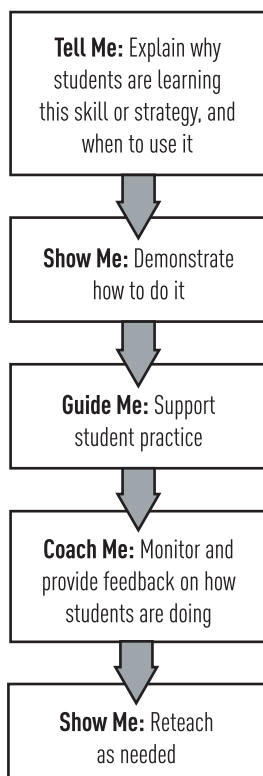 Tell Me: Explain why
students are learning
this skill or strategy, and
when to use it
Show Me: Demonstrate
how to do it
Guide Me: Support
student practice
Coach Me: Monitor and
provide feedback on how
students are doing
Show Me: Reteach
as needed